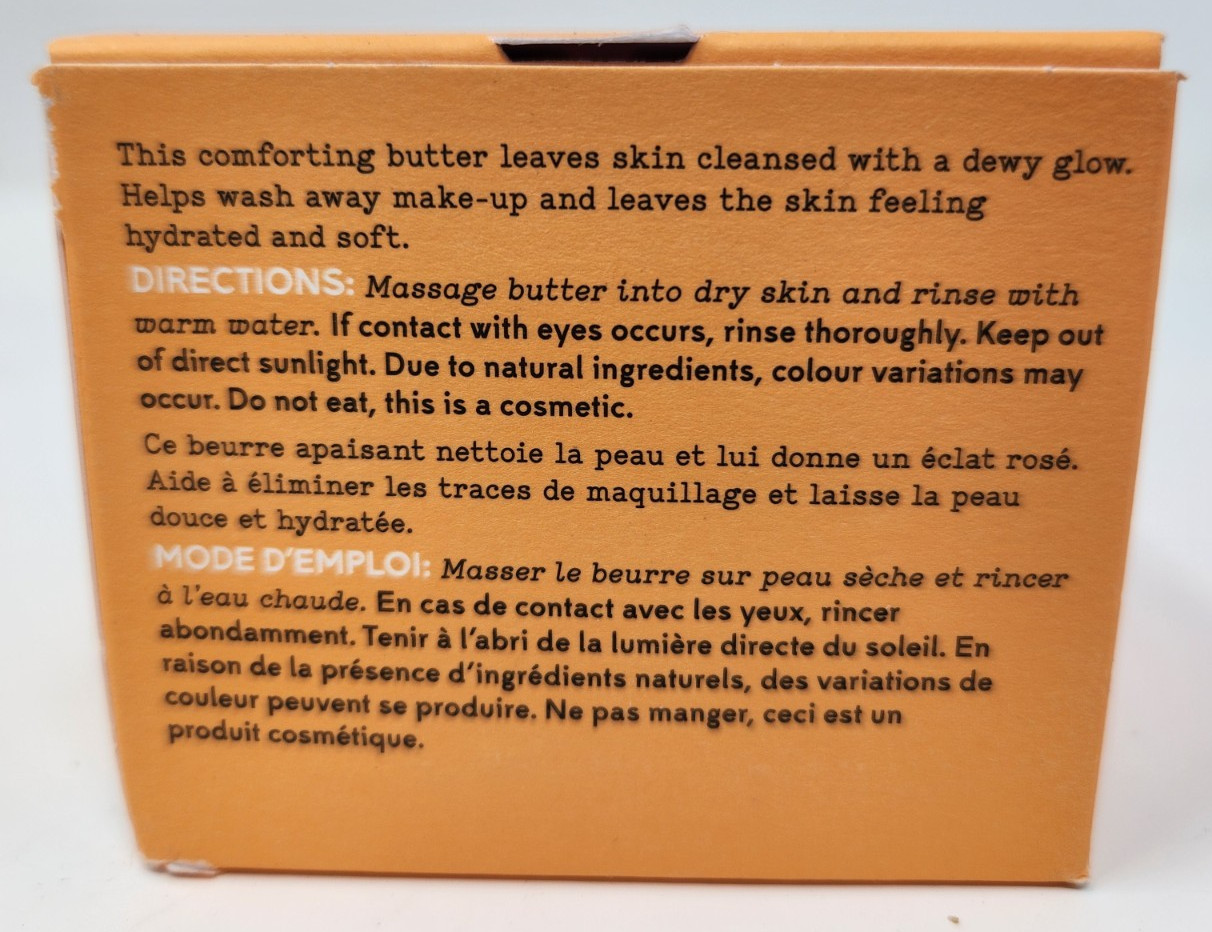 This comforting butter leaves skin cleansed with a dewy glow.
Helps wash away make-up and leaves the skin feeling
hydrated and soft.
DIRECTIONS: Massage butter into dry skin and rinse with
warm water. If contact with eyes occurs, rinse thoroughly. Keep out
of direct sunlight. Due to natural ingredients, colour variations may
occur. Do not eat, this is a cosmetic.
Ce beurre apaisant nettoie la peau et lui donne un éclat rosé.
Aide à éliminer les traces de maquillage et laisse la peau
douce et hydratée.
MODE D'EMPLOI: Masser le beurre sur peau sèche et rincer
à l'eau chaude. En cas de contact avec les yeux, rincer
abondamment. Tenir à l'abri de la lumière directe du soleil. En
raison de la présence d'ingrédients naturels, des variations de
couleur peuvent se produire. Ne pas manger, ceci est un
produit cosmétique.